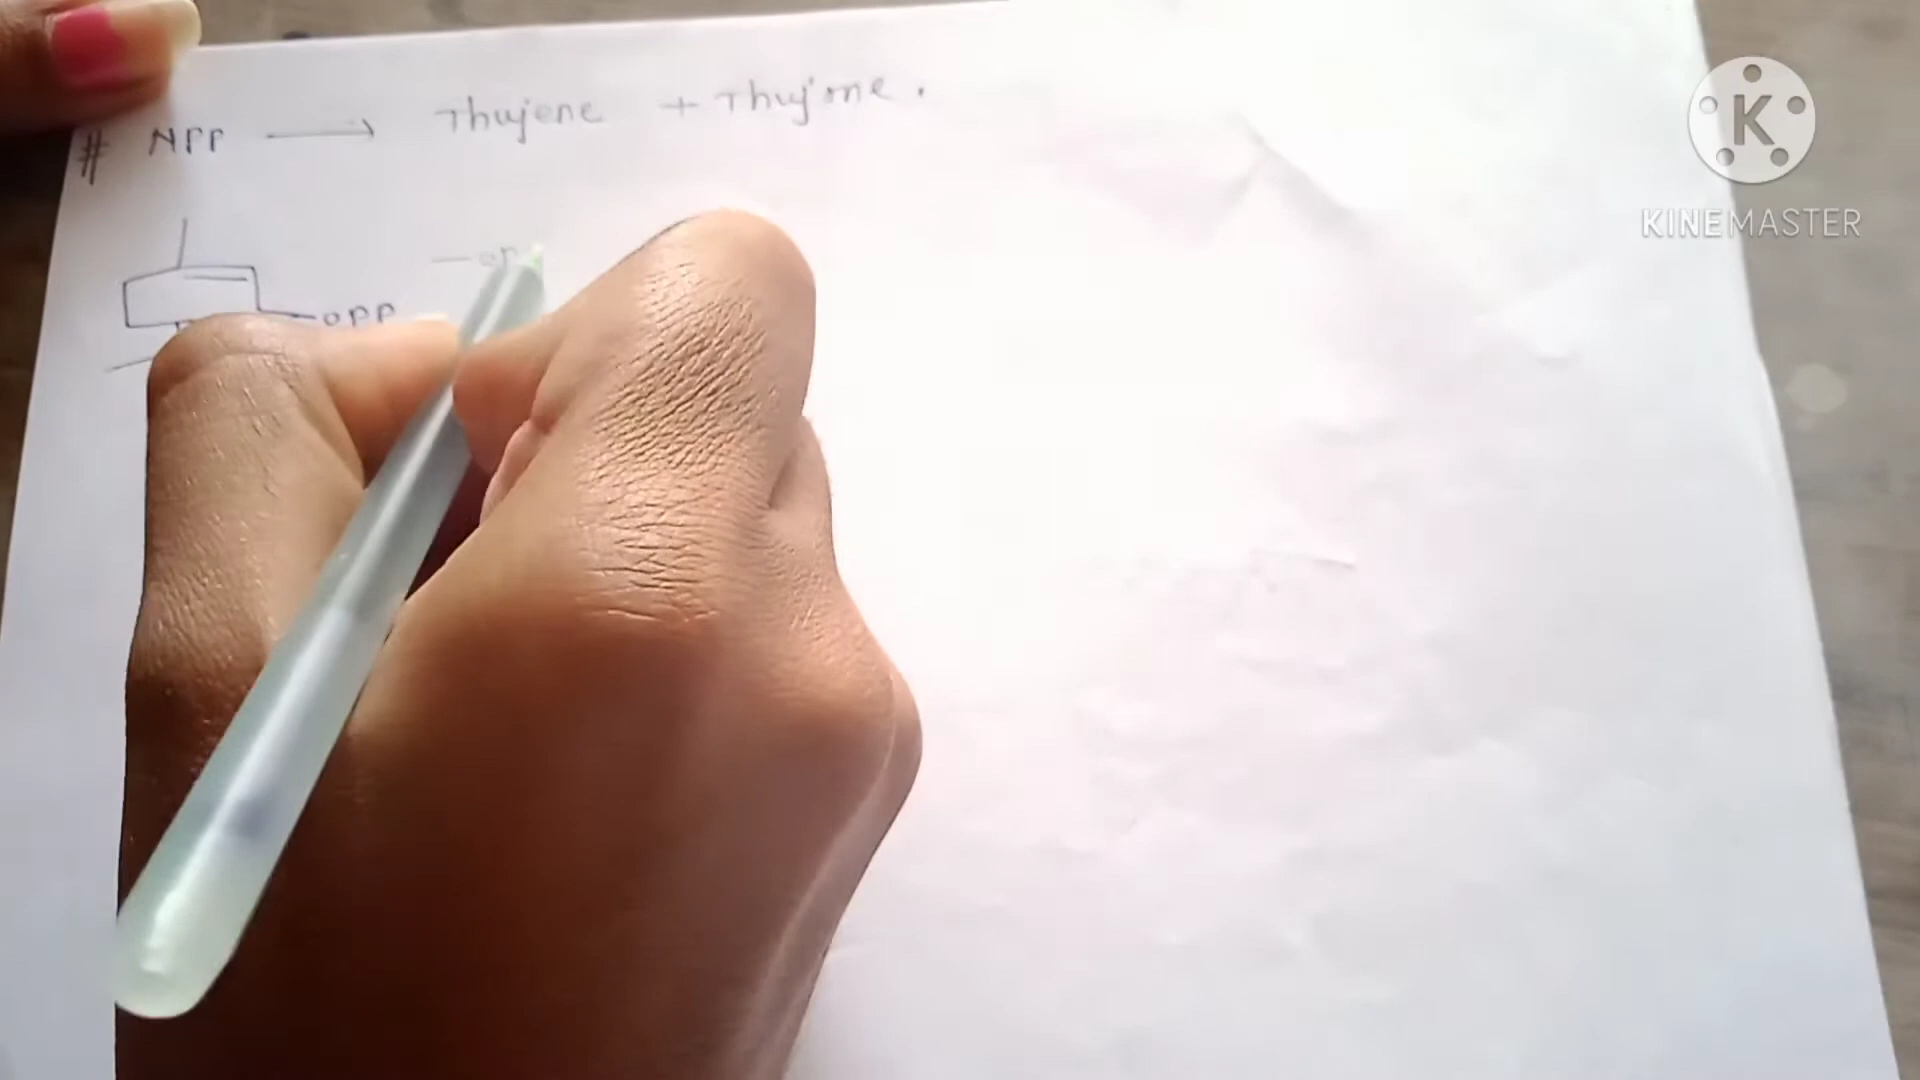 # NPP → Thujene + Thujone.
OPP
K
KINEMASTER